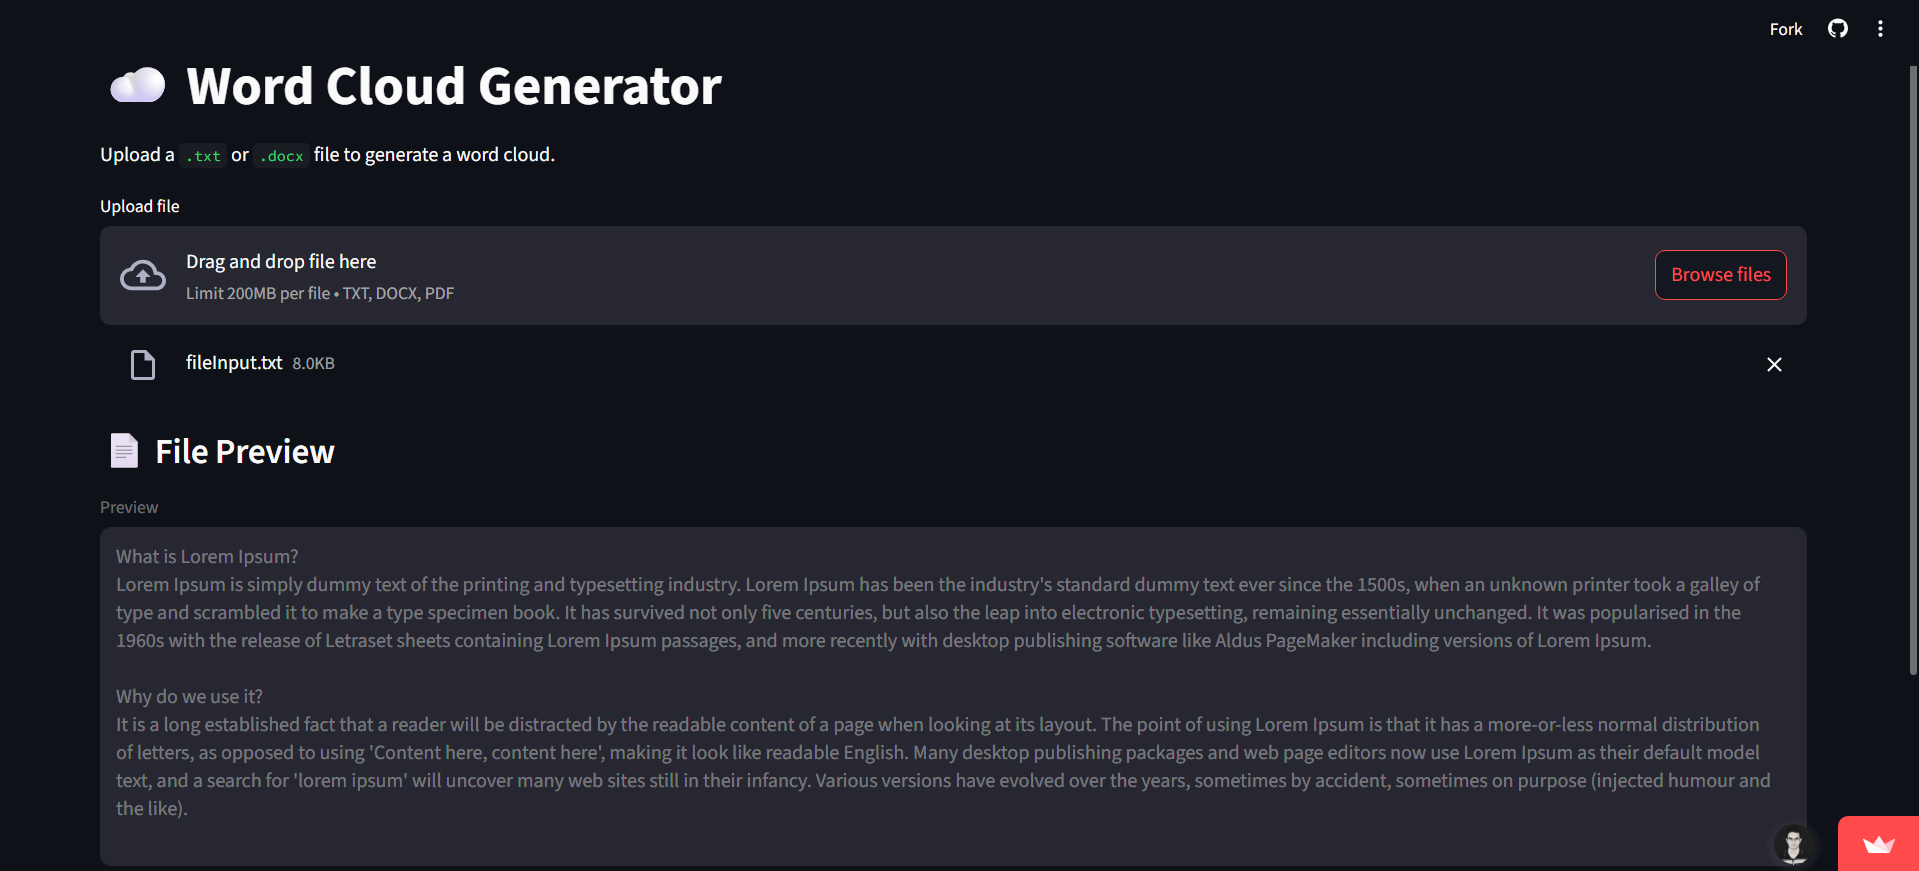 Fork
Word Cloud Generator
Upload a .txt or .docx file to generate a word cloud.
Upload file
Drag and drop file here
Limit 200MB per file • TXT, DOCX, PDF
Browse files
fileInput.txt 8.0KB
File Preview
Preview
What is Lorem Ipsum?
Lorem Ipsum is simply dummy text of the printing and typesetting industry. Lorem Ipsum has been the industry's standard dummy text ever since the 1500s, when an unknown printer took a galley of
type and scrambled it to make a type specimen book. It has survived not only five centuries, but also the leap into electronic typesetting, remaining essentially unchanged. It was popularised in the
1960s with the release of Letraset sheets containing Lorem Ipsum passages, and more recently with desktop publishing software like Aldus PageMaker including versions of Lorem Ipsum.
Why do we use it?
It is a long established fact that a reader will be distracted by the readable content of a page when looking at its layout. The point of using Lorem Ipsum is that it has a more-or-less normal distribution
of letters, as opposed to using 'Content here, content here', making it look like readable English. Many desktop publishing packages and web page editors now use Lorem Ipsum as their default model
text, and a search for 'lorem ipsum' will uncover many web sites still in their infancy. Various versions have evolved over the years, sometimes by accident, sometimes on purpose (injected humour and
the like).